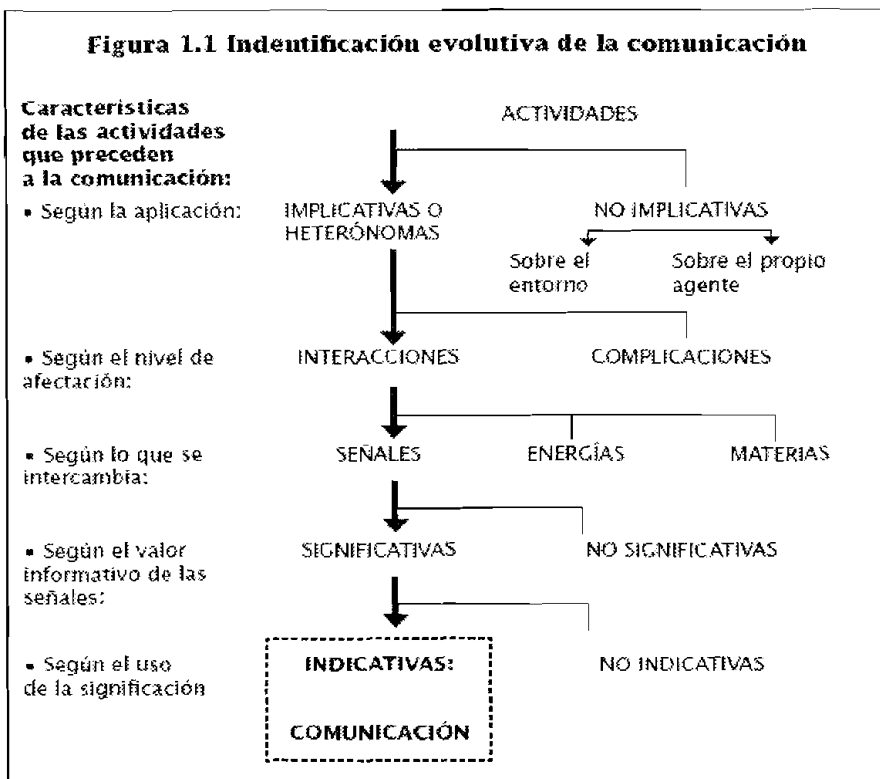 Figura 1.1 Indentificación evolutiva de la comunicación
Características
de las actividades
que preceden
a la comunicación:
ACTIVIDADES
• Según la aplicación:
IMPLICATIVAS O
HETERÓNOMAS
NO IMPLICATIVAS
Sobre el
entorno
Sobre el propio
agente
• Según el nivel de
afectación:
INTERACCIONES
COMPLICACIONES
• Según lo que se
intercambia:
SEÑALES
ENERGÍAS
MATERIAS
• Según el valor
informativo de las
señales:
SIGNIFICATIVAS
NO SIGNIFICATIVAS
• Según el uso
de la significación
INDICATIVAS:
COMUNICACIÓN
NO INDICATIVAS